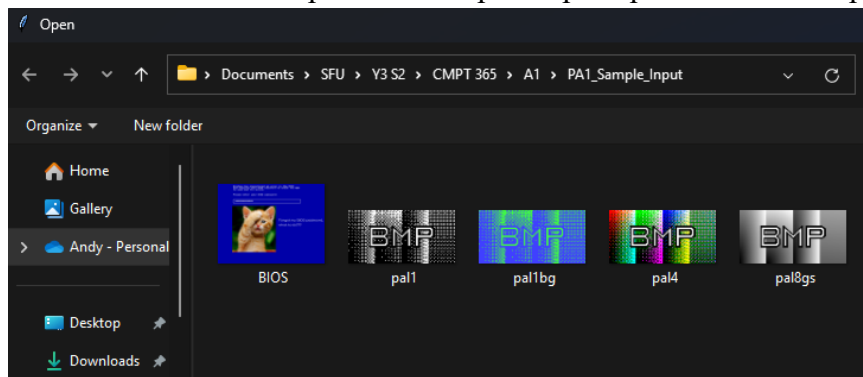 Open
Documents > SFU > Y3 S2 > CMPT 365 > A1 > PA1_Sample_Input
Organize
New folder
Home
Gallery
Andy - Personal
Desktop
Downloads
BMP BMP BMP BMP
BIOS pal1 pal1bg pal4 pal8gs